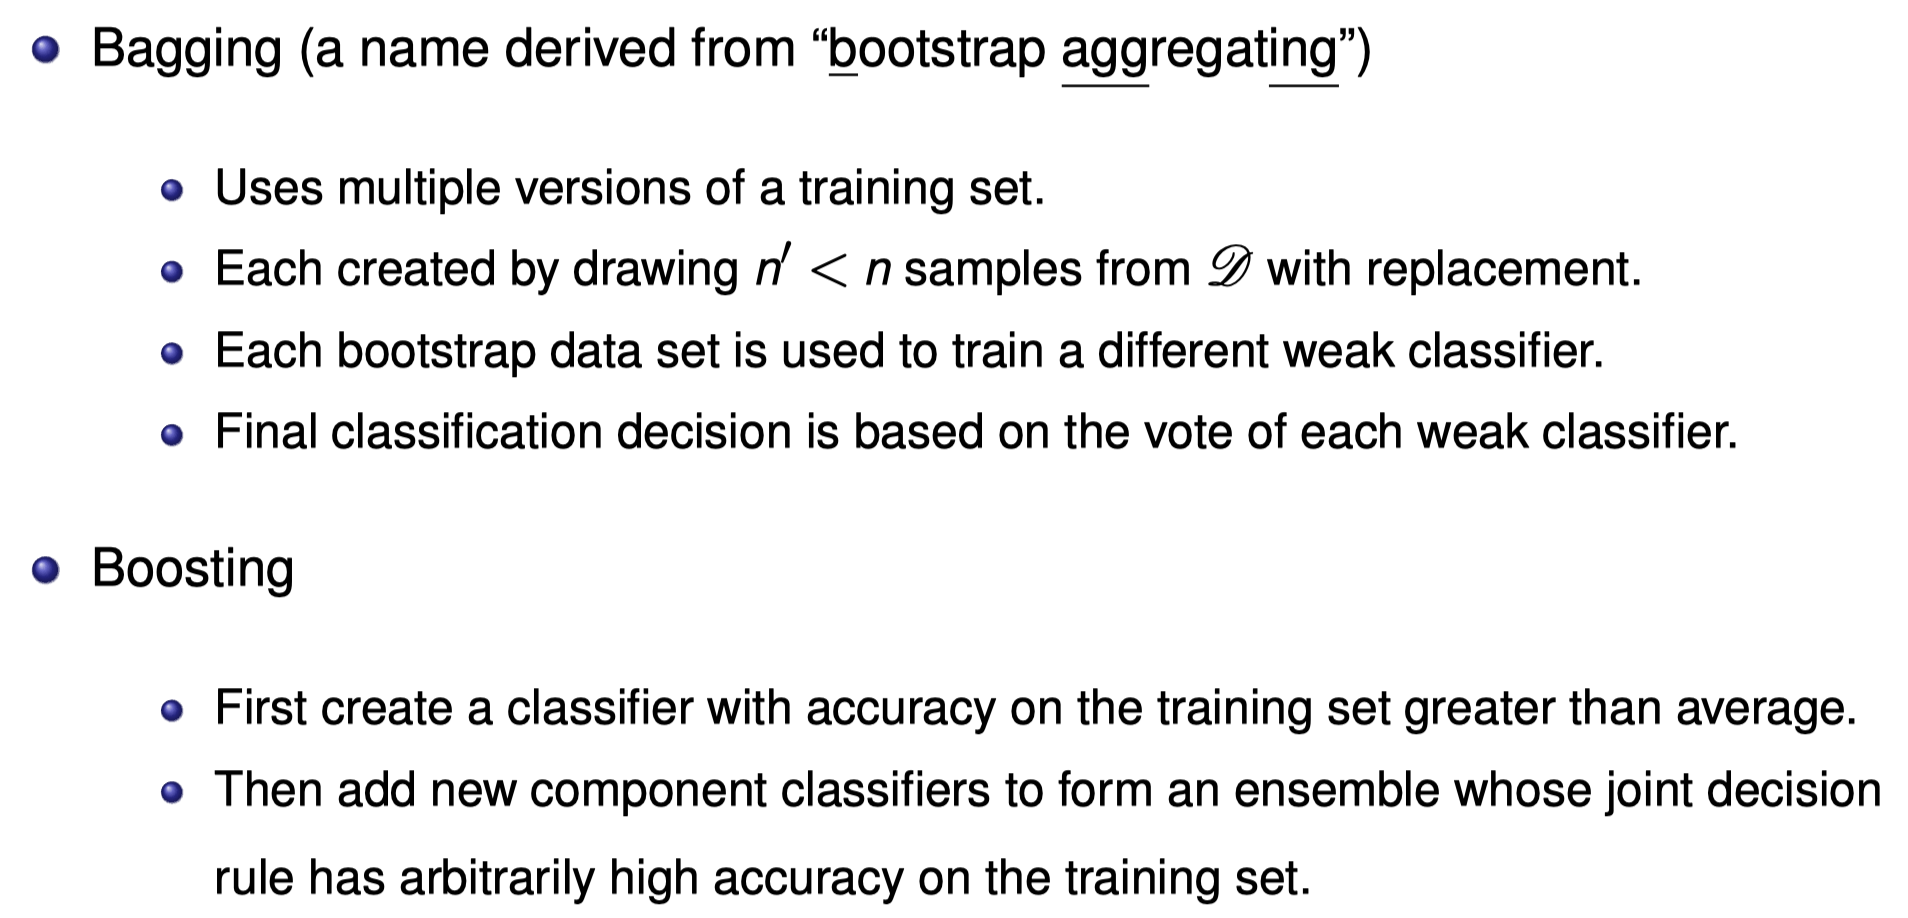 Bagging (a name derived from “bootstrap aggregating”)
Uses multiple versions of a training set.
Each created by drawing n′ < n samples from 𝒟 with replacement.
Each bootstrap data set is used to train a different weak classifier.
Final classification decision is based on the vote of each weak classifier.
Boosting
First create a classifier with accuracy on the training set greater than average.
Then add new component classifiers to form an ensemble whose joint decision
rule has arbitrarily high accuracy on the training set.